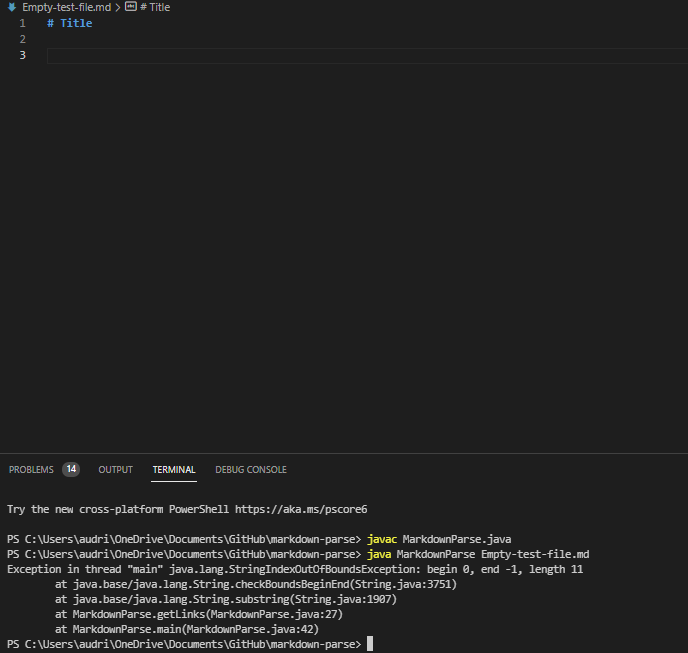 Empty-test-file.md > # Title
1 # Title
2
3
PROBLEMS 14 OUTPUT TERMINAL DEBUG CONSOLE
Try the new cross-platform PowerShell https://aka.ms/pscore6
PS C:\Users\audri\OneDrive\Documents\GitHub\markdown-parse> javac MarkdownParse.java
PS C:\Users\audri\OneDrive\Documents\GitHub\markdown-parse> java MarkdownParse Empty-test-file.md
Exception in thread "main" java.lang.StringIndexOutOfBoundsException: begin 0, end -1, length 11
at java.base/java.lang.String.checkBoundsBeginEnd(String.java:3751)
at java.base/java.lang.String.substring(String.java:1907)
at MarkdownParse.getLinks(MarkdownParse.java:27)
at MarkdownParse.main(MarkdownParse.java:42)
PS C:\Users\audri\OneDrive\Documents\GitHub\markdown-parse>